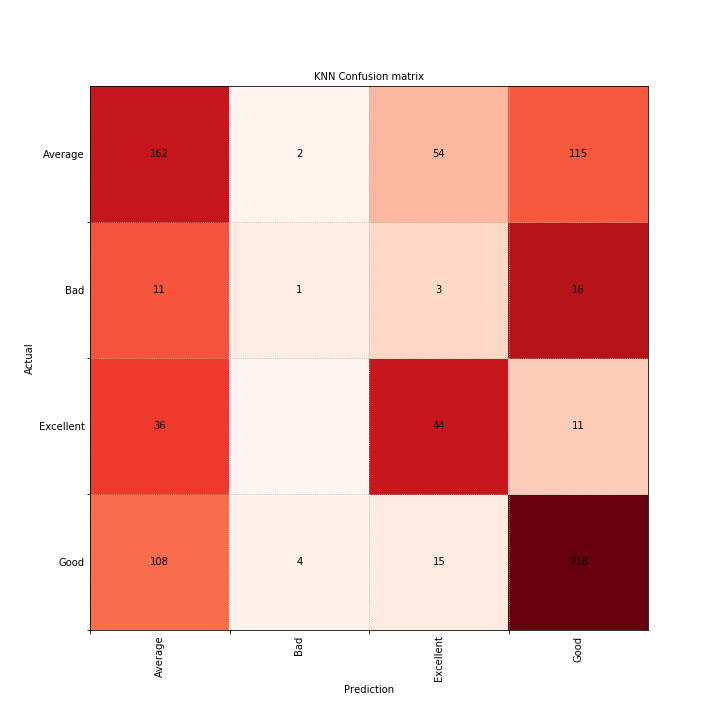 KNN Confusion matrix
Average 162 2 54 115
Bad 11 1 3 16
Excellent 36 44 11
Good 108 4 15 218
Actual
Average Bad Excellent Good
Prediction